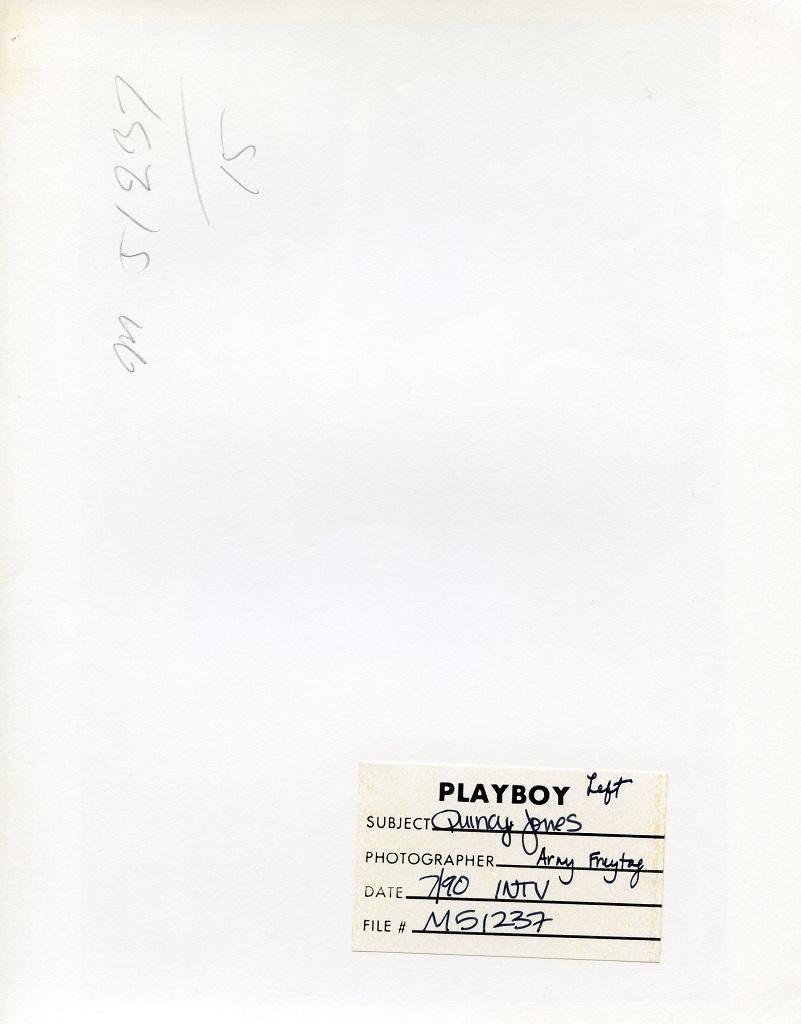 M 51237
15
PLAYBOY Left
SUBJECT Quincy Jones
PHOTOGRAPHER Arny Freytag
DATE 7/90 INTV
FILE # M51237